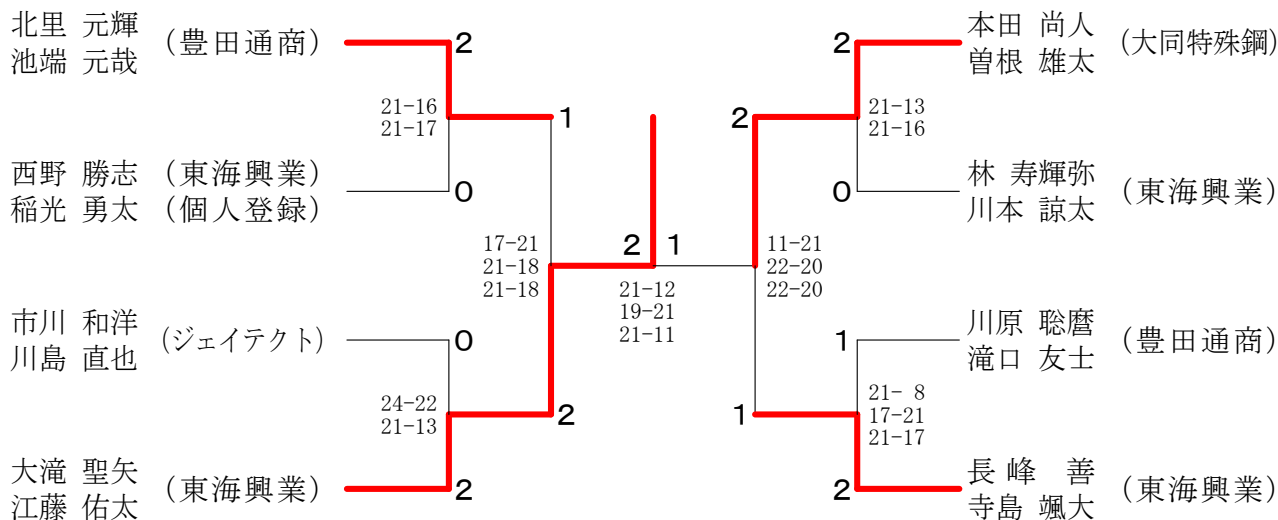 北里 元輝
池端 元哉
(豊田通商)
2
21-16
21-17
1
西野 勝志 (東海興業)
稲光 勇太 (個人登録)
0
17-21
21-18
21-18
市川 和洋
川島 直也
(ジェイテクト)
0
24-22
21-13
2
大滝 聖矢
江藤 佑太
(東海興業)
2
2 1
21-12
19-21
21-11
本田 尚人
曽根 雄太
(大同特殊鋼)
2
21-13
21-16
2
林 寿輝弥
川本 諒太
(東海興業)
0
11-21
22-20
22-20
川原 聡麿
滝口 友士
(豊田通商)
1
21- 8
17-21
21-17
1
長峰 善
寺島 颯大
(東海興業)
2